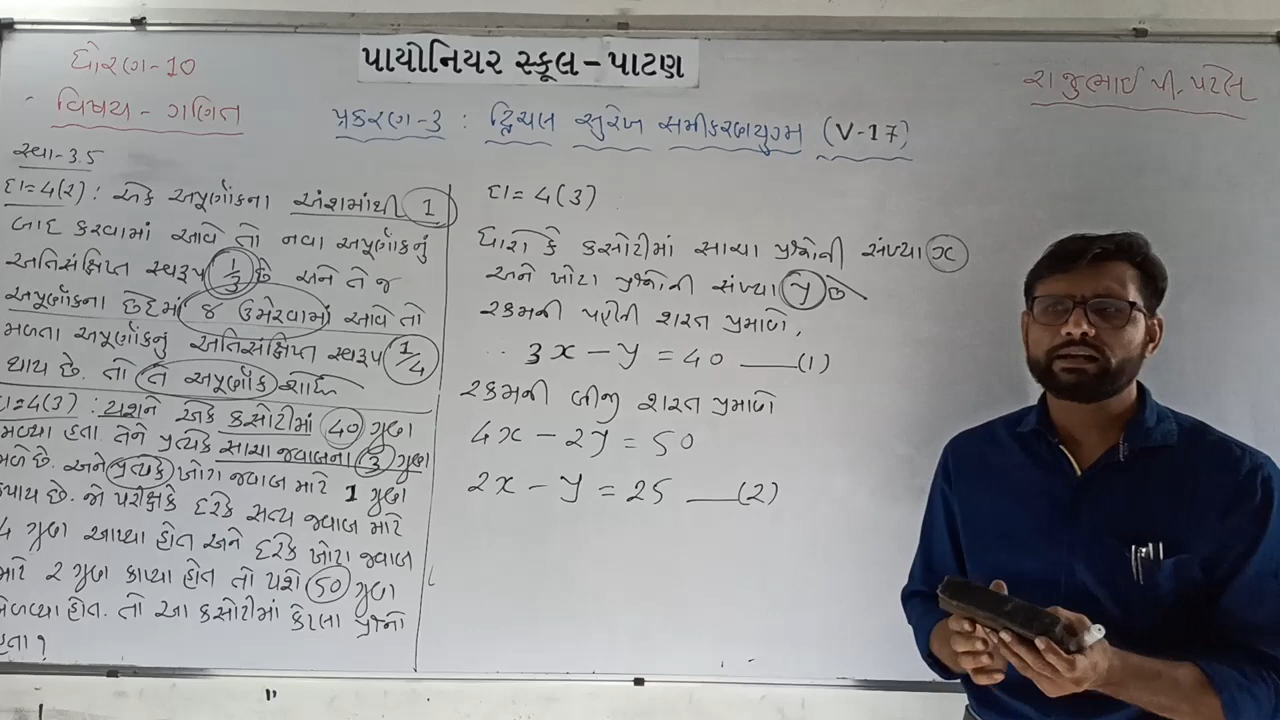 પાયોનિયર સ્કૂલ - પાટણ
ધોરણ-10
વિષય - ગણિત
રાજુભાઈ પી. પટેલ
પ્રકરણ-3 : દ્વિચલ સુરેખ સમીકરણયુગ્મ (V-17)
સ્વા-3.5
દા=4(2) : એક અપૂર્ણાંકના અંશમાંથી 1
બાદ કરવામાં આવે તો નવા અપૂર્ણાંકનું
અતિસંક્ષિપ્ત સ્વરૂપ 1/3 છે અને તે જ
અપૂર્ણાંકના છેદમાં 8 ઉમેરવામાં આવે તો
મળતા અપૂર્ણાંકનું અતિસંક્ષિપ્ત સ્વરૂપ 1/4
થાય છે. તો તે અપૂર્ણાંક શોધો
દા=4(3) : યશને એક કસોટીમાં 40 ગુણ
મળ્યા હતા. તેને પ્રત્યેક સાચા જવાબના 3 ગુણ
મળે છે. અને પ્રત્યેક ખોટા જવાબ માટે 1 ગુણ
કપાય છે. જો પરીક્ષકે દરેક સત્ય જવાબ માટે
4 ગુણ આપ્યા હોત અને દરેક ખોટા જવાબ
માટે 2 ગુણ કાપ્યા હોત તો યશે 50 ગુણ
મેળવ્યા હોત. તો આ કસોટીમાં કેટલા પ્રશ્નો
હતા ?
દા= 4(3)
ધારો કે કસોટીમાં સાચા પ્રશ્નોની સંખ્યા x
અને ખોટા પ્રશ્નોની સંખ્યા y છે
રકમની પહેલી શરત પ્રમાણે,
∴ 3x - y = 40 ___(1)
રકમની બીજી શરત પ્રમાણે
4x - 2y = 50
2x - y = 25 ___(2)